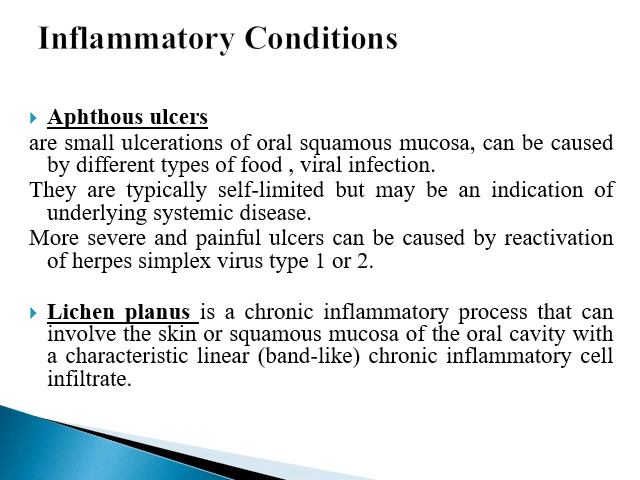 Inflammatory Conditions
Aphthous ulcers
are small ulcerations of oral squamous mucosa, can be caused
by different types of food , viral infection.
They are typically self-limited but may be an indication of
underlying systemic disease.
More severe and painful ulcers can be caused by reactivation
of herpes simplex virus type 1 or 2.
Lichen planus is a chronic inflammatory process that can
involve the skin or squamous mucosa of the oral cavity with
a characteristic linear (band-like) chronic inflammatory cell
infiltrate.